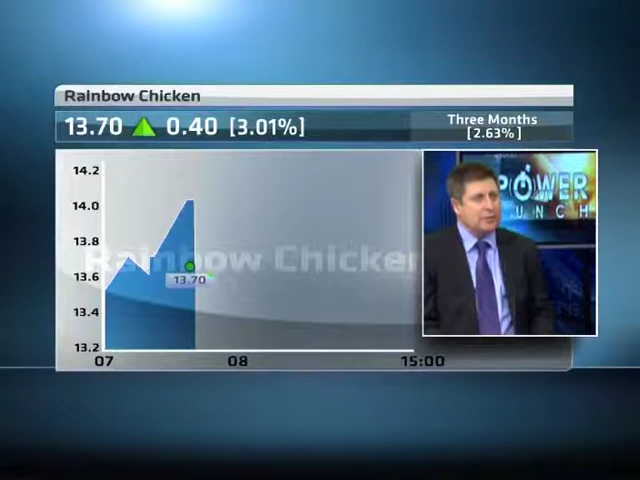 Rainbow Chicken
13.70 0.40 [3.01%]
Three Months
[2.63%]
14.2
14.0
13.8
13.6
13.4
13.2
Rainbow Chicken
13.70
07 08 15:00
POWER
UNCH